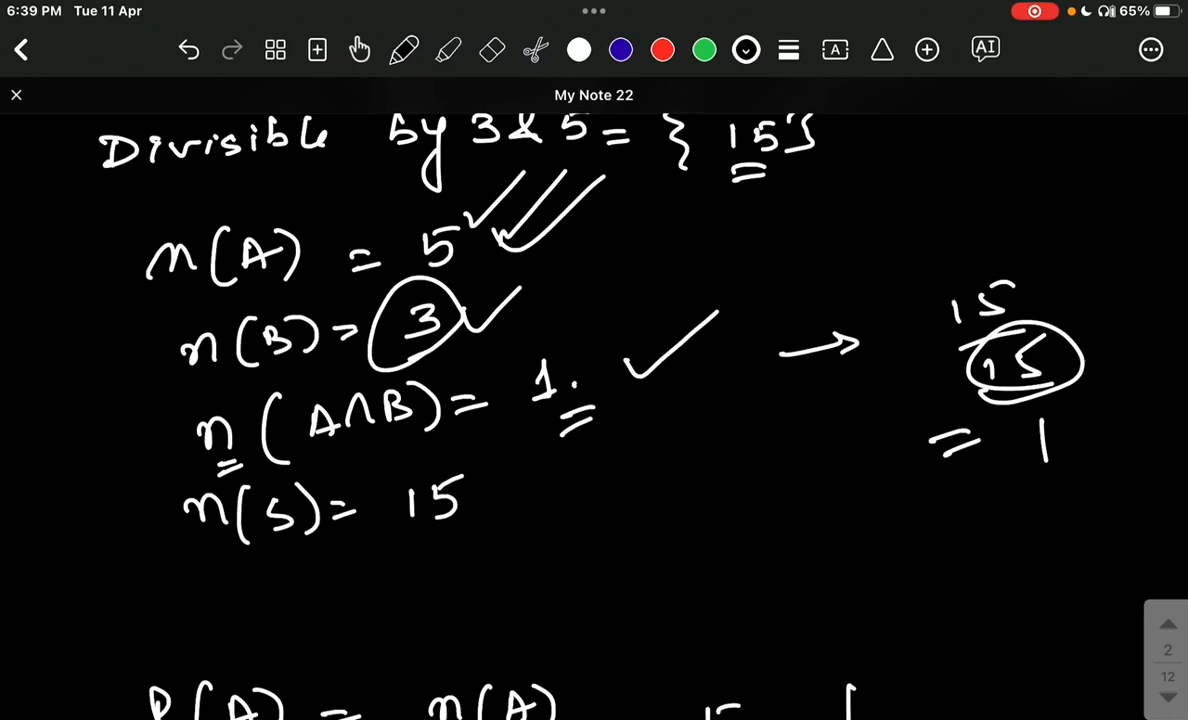 6:39 PM Tue 11 Apr
65%
A
AI
My Note 22
Divisible by 3 & 5 = { 15 }
n(A) = 5
n(B) = 3
n(A∩B) = 1.
n(S) = 15
→ 15
15
= 1
P(A) = n(A)
2
12